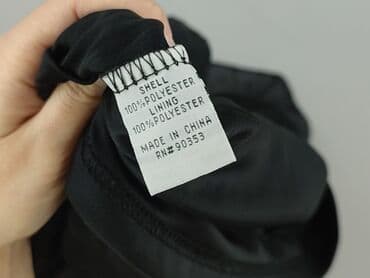 SHELL
100%POLYESTER
LINING
100%POLYESTER
MADE IN CHINA
RN#90353